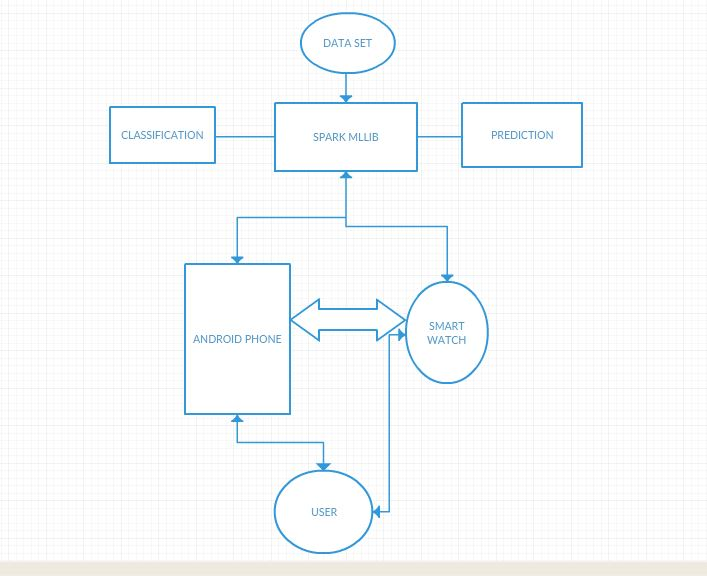 DATA SET
CLASSIFICATION
SPARK MLLIB
PREDICTION
ANDROID PHONE
SMART
WATCH
USER